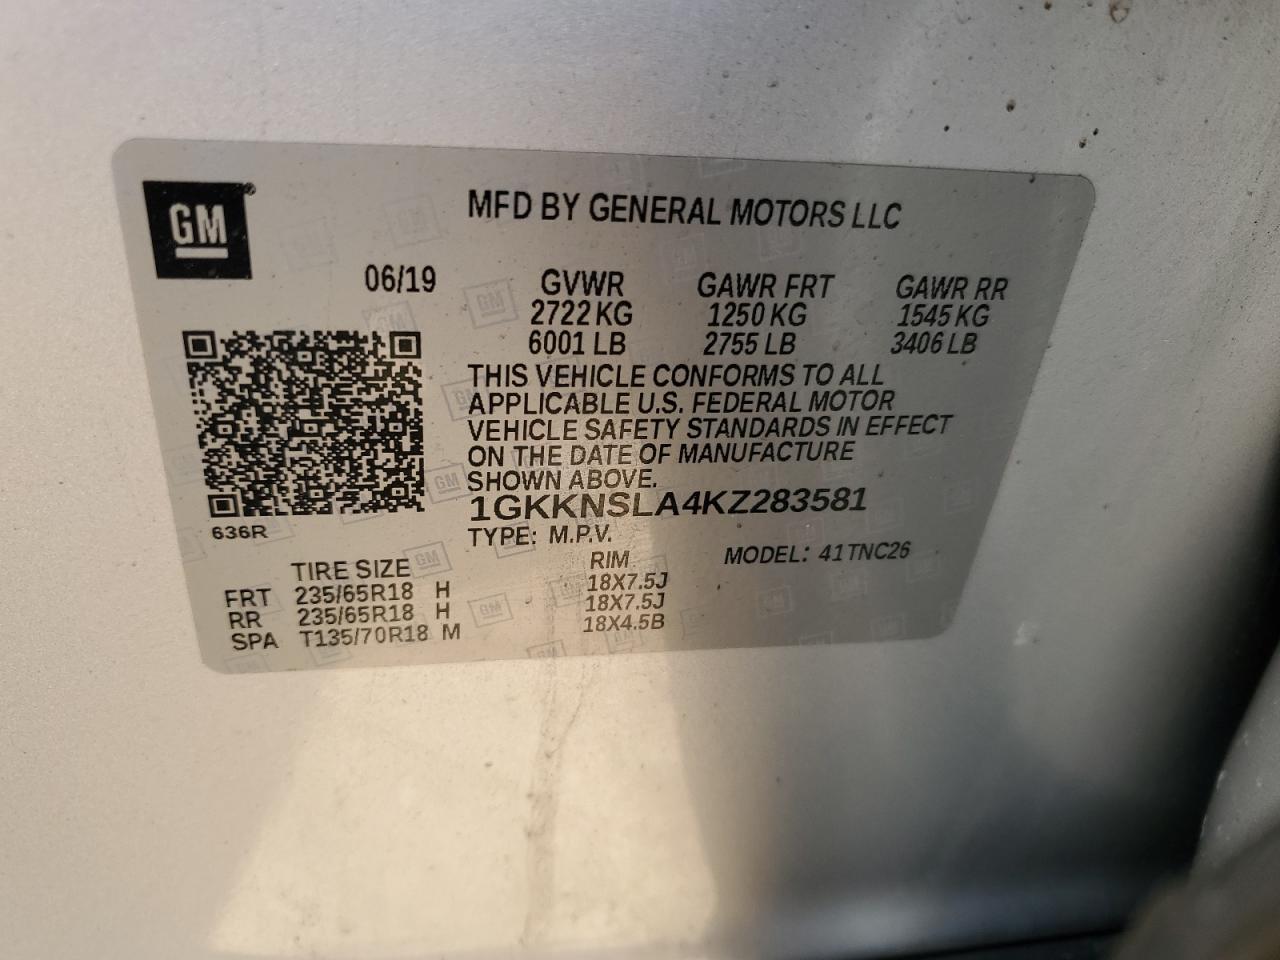 GM
MFD BY GENERAL MOTORS LLC
06/19 GVWR GAWR FRT GAWR RR
2722 KG 1250 KG 1545 KG
6001 LB 2755 LB 3406 LB
THIS VEHICLE CONFORMS TO ALL
APPLICABLE U.S. FEDERAL MOTOR
VEHICLE SAFETY STANDARDS IN EFFECT
ON THE DATE OF MANUFACTURE
SHOWN ABOVE.
1GKKNSLA4KZ283581
636R
TYPE: M.P.V. MODEL: 41TNC26
TIRE SIZE RIM
FRT 235/65R18 H 18X7.5J
RR 235/65R18 H 18X7.5J
SPA T135/70R18 M 18X4.5B